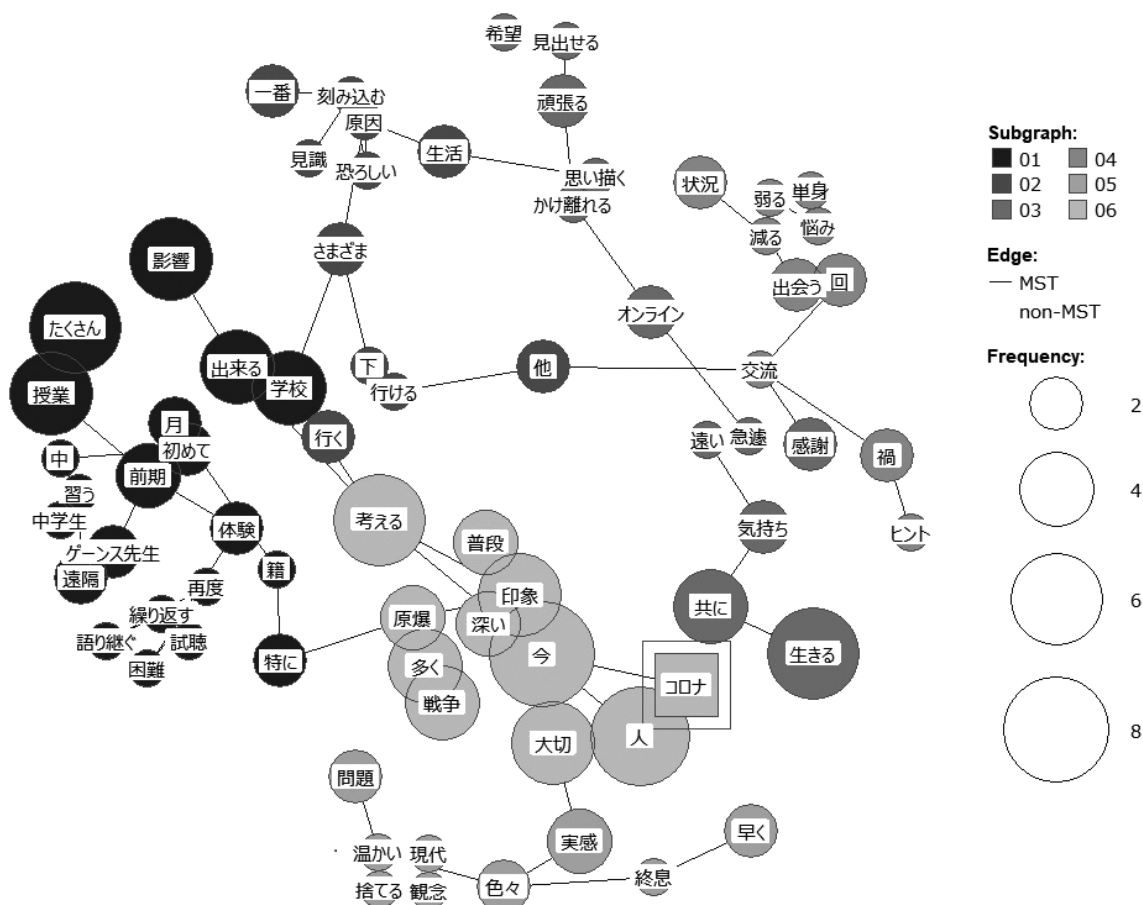 希望
見出せる
一番
刻み込む
頑張る
原因
見識
恐ろしい
生活
思い描く
かけ離れる
状況
弱る
単身
悩み
減る
影響
さまざま
出会う
回
たくさん
オンライン
出来る
学校
下
行ける
他
交流
授業
月
初めて
行く
遠い
急遽
感謝
禍
中
前期
習う
中学生
体験
考える
気持ち
ヒント
ゲーンス先生
遠隔
籍
普段
再度
繰り返す
語り継ぐ
試聴
困難
原爆
印象
深い
共に
特に
多く
今
生きる
戦争
コロナ
大切
人
問題
実感
早く
温かい
現代
捨てる
観念
色々
終息
Subgraph:
01 04
02 05
03 06
Edge:
MST
non-MST
Frequency:
2
4
6
8